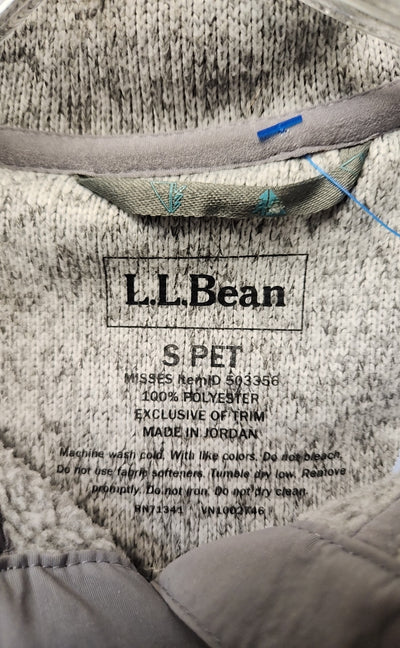 L.L.Bean
S PET
MISSES ItemID 503356
100% POLYESTER
EXCLUSIVE OF TRIM
MADE IN JORDAN
Machine wash cold. With like colors. Do not bleach.
Do not use fabric softeners. Tumble dry low. Remove
promptly. Do not iron. Do not dry clean.
RN71341 VN1002746